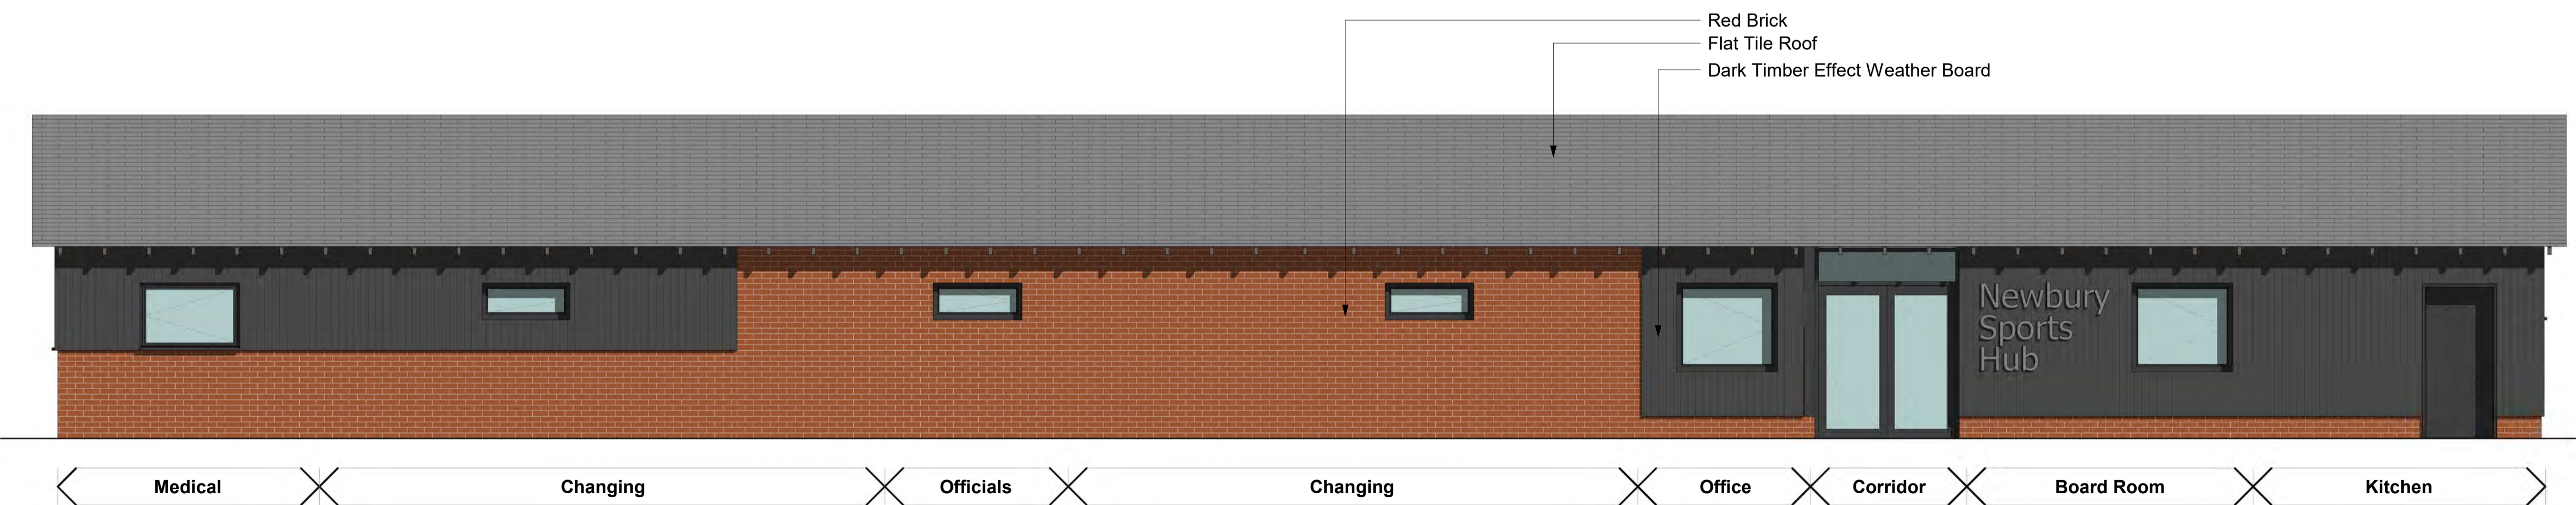 Red Brick
Flat Tile Roof
Dark Timber Effect Weather Board
Newbury
Sports
Hub
Medical Changing Officials Changing Office Corridor Board Room Kitchen